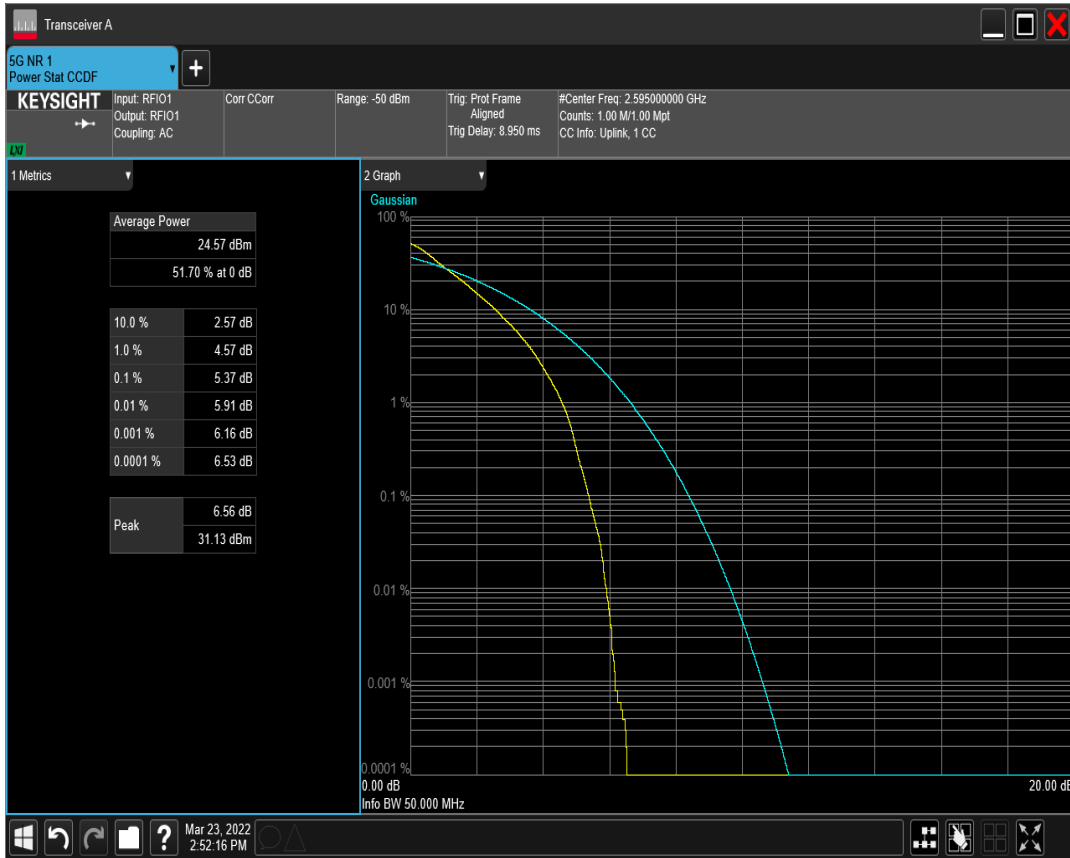 Transceiver A
5G NR 1
Power Stat CCDF
KEYSIGHT
LXI
Input: RFIO1
Output: RFIO1
Coupling: AC
Corr CCorr
Range: -50 dBm
Trig: Prot Frame
Aligned
Trig Delay: 8.950 ms
#Center Freq: 2.595000000 GHz
Counts: 1.00 M/1.00 Mpt
CC Info: Uplink, 1 CC
1 Metrics
Average Power
24.57 dBm
51.70 % at 0 dB
10.0 % 2.57 dB
1.0 % 4.57 dB
0.1 % 5.37 dB
0.01 % 5.91 dB
0.001 % 6.16 dB
0.0001 % 6.53 dB
Peak
6.56 dB
31.13 dBm
2 Graph
Gaussian
100 %
10 %
1 %
0.1 %
0.01 %
0.001 %
0.0001 %
0.00 dB 20.00 dB
Info BW 50.000 MHz
?
Mar 23, 2022
2:52:16 PM